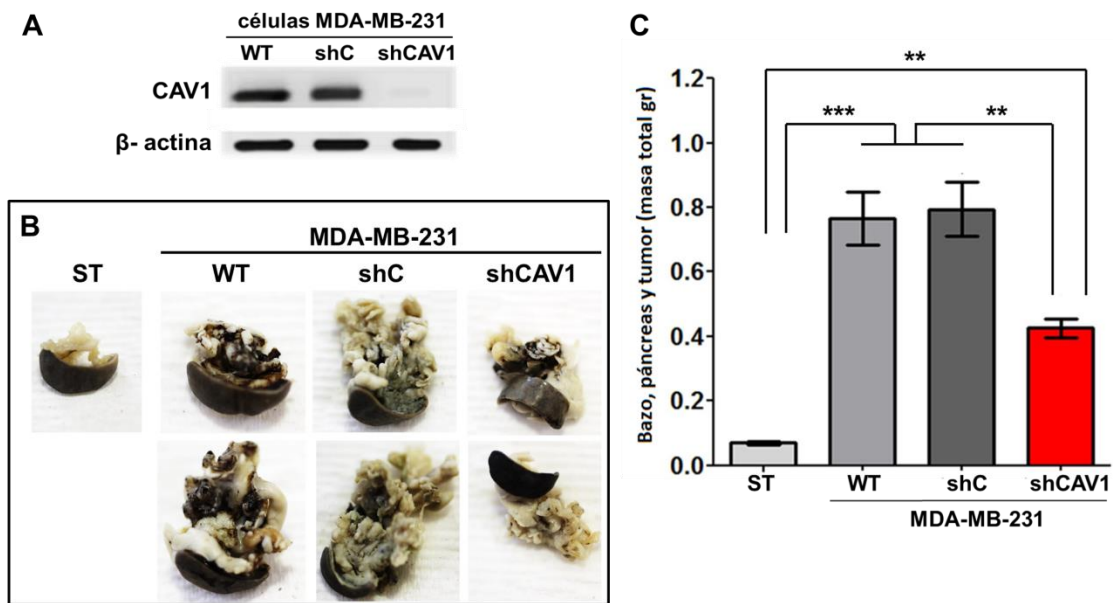 A
células MDA-MB-231
WT shC shCAV1
CAV1
β- actina
B
MDA-MB-231
ST WT shC shCAV1
C
**
*** **
Bazo, páncreas y tumor (masa total gr)
1.2
1.0
0.8
0.6
0.4
0.2
0.0
ST WT shC shCAV1
MDA-MB-231